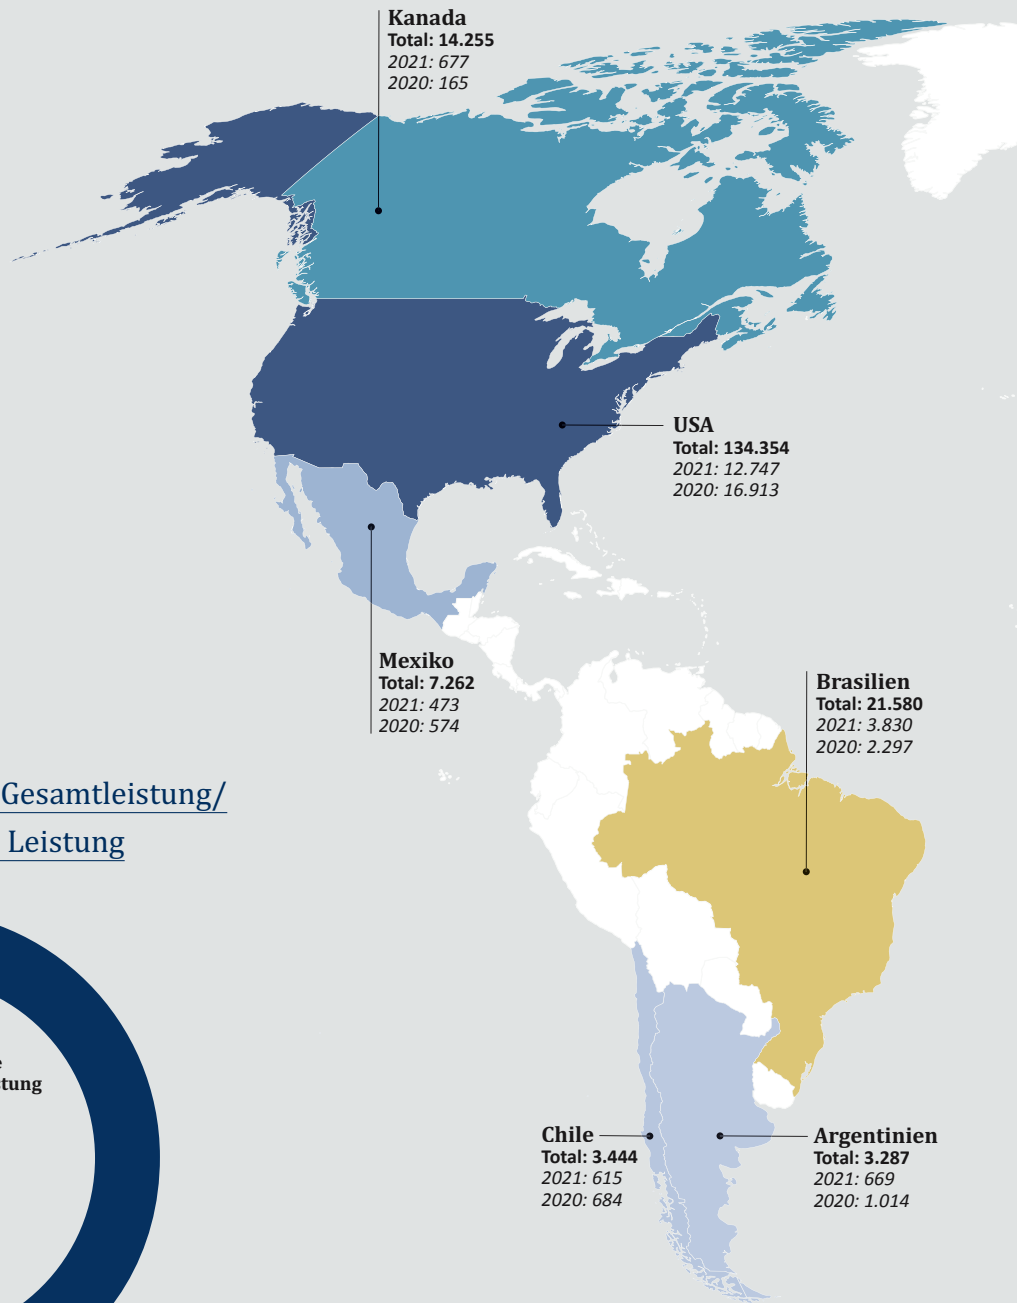 Kanada
Total: 14.255
2021: 677
2020: 165
USA
Total: 134.354
2021: 12.747
2020: 16.913
Mexiko
Total: 7.262
2021: 473
2020: 574
Brasilien
Total: 21.580
2021: 3.830
2020: 2.297
Gesamtleistung/
Leistung
Chile
Total: 3.444
2021: 615
2020: 684
Argentinien
Total: 3.287
2021: 669
2020: 1.014